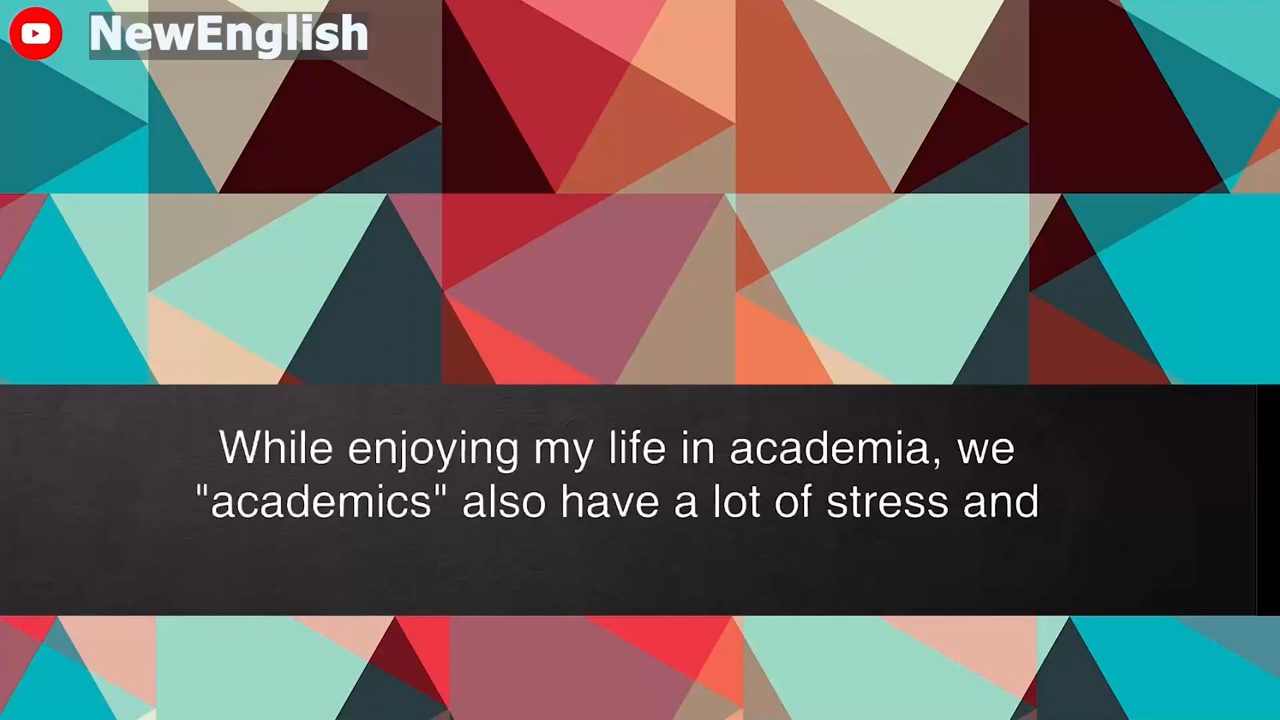 NewEnglish
While enjoying my life in academia, we
"academics" also have a lot of stress and